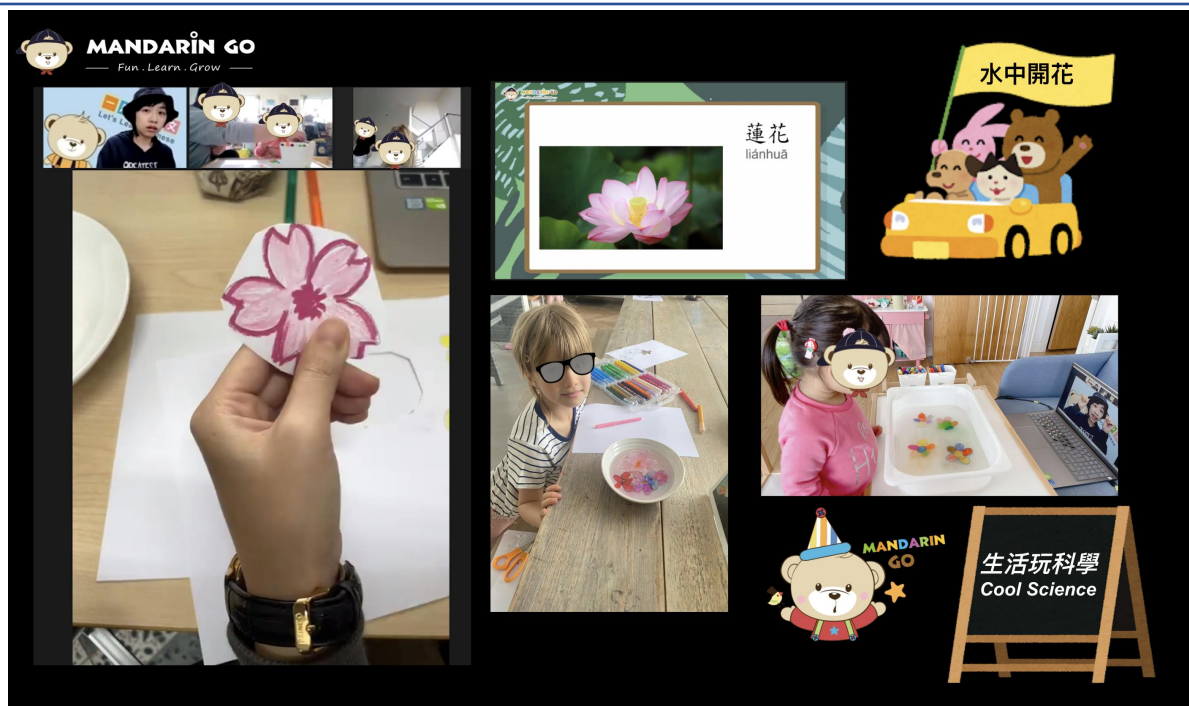 MANDARIN GO
Fun . Learn . Grow
水中開花
蓮花
liánhuā
MANDARIN
GO
生活玩科學
Cool Science